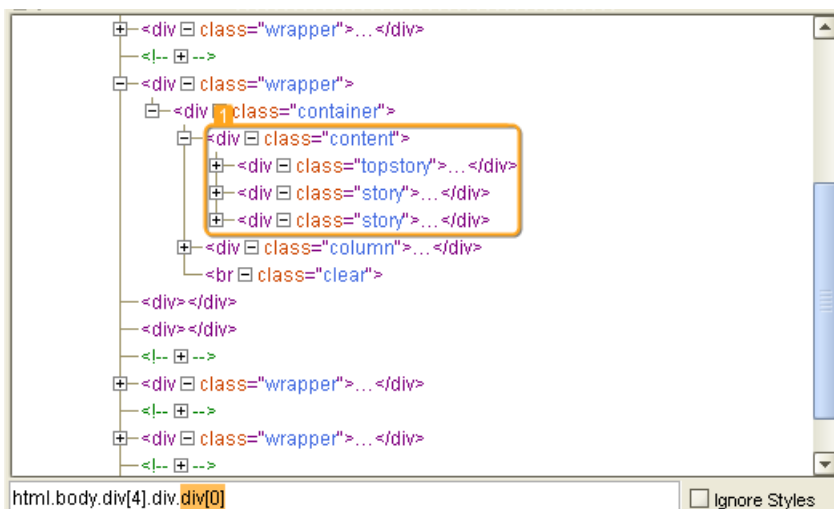 <div class="wrapper">...</div>
<!-- -->
<div class="wrapper">
<div class="container">
1
<div class="content">
<div class="topstory">...</div>
<div class="story">...</div>
<div class="story">...</div>
<div class="column">...</div>
<br class="clear">
<div></div>
<div></div>
<!-- -->
<div class="wrapper">...</div>
<!-- -->
<div class="wrapper">...</div>
<!-- -->
html.body.div[4].div.div[0] Ignore Styles